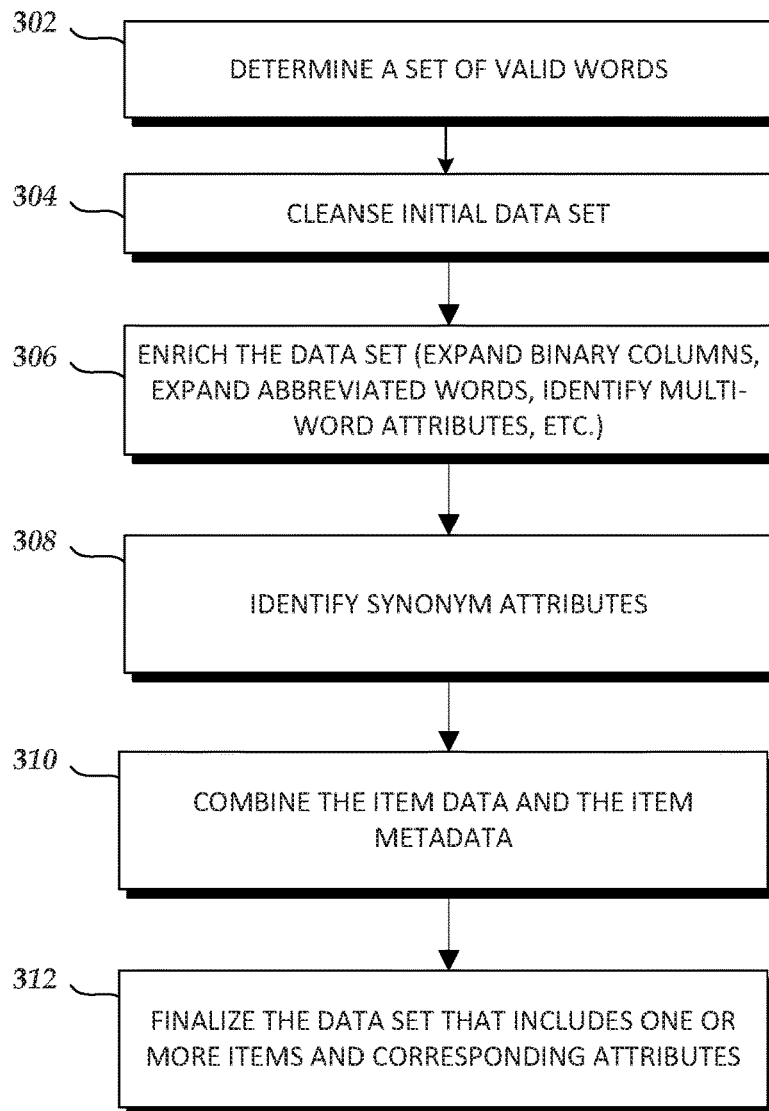 302
DETERMINE A SET OF VALID WORDS
304
CLEANSE INITIAL DATA SET
306
ENRICH THE DATA SET (EXPAND BINARY COLUMNS,
EXPAND ABBREVIATED WORDS, IDENTIFY MULTI-
WORD ATTRIBUTES, ETC.)
308
IDENTIFY SYNONYM ATTRIBUTES
310
COMBINE THE ITEM DATA AND THE ITEM
METADATA
312
FINALIZE THE DATA SET THAT INCLUDES ONE OR
MORE ITEMS AND CORRESPONDING ATTRIBUTES